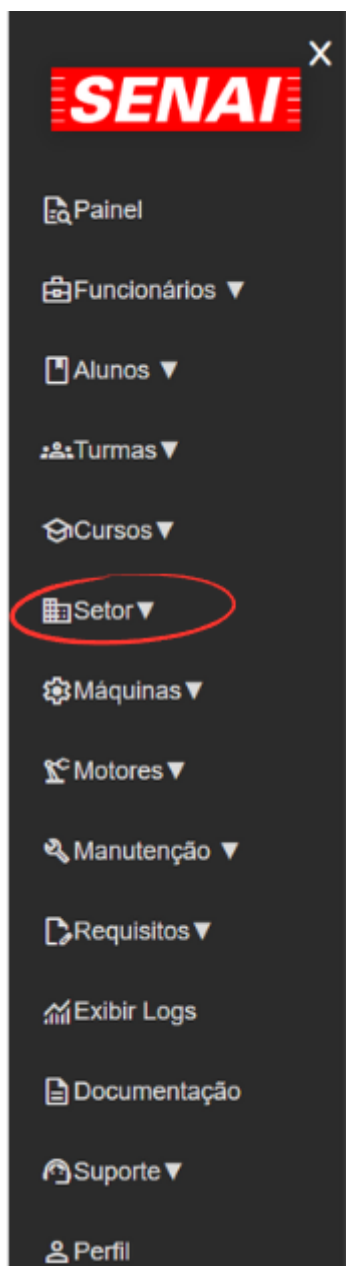 X
SENAI
Painel
Funcionários ▼
Alunos ▼
Turmas ▼
Cursos ▼
Setor ▼
Máquinas ▼
Motores ▼
Manutenção ▼
Requisitos ▼
Exibir Logs
Documentação
Suporte ▼
Perfil